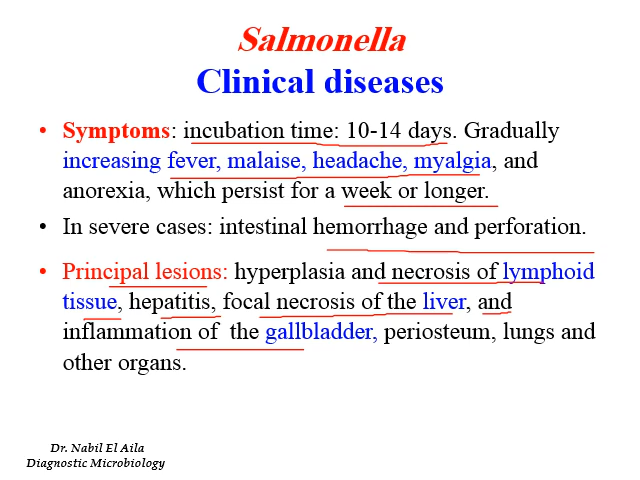 Salmonella
Clinical diseases
• Symptoms: incubation time: 10-14 days. Gradually
increasing fever, malaise, headache, myalgia, and
anorexia, which persist for a week or longer.
• In severe cases: intestinal hemorrhage and perforation.
• Principal lesions: hyperplasia and necrosis of lymphoid
tissue, hepatitis, focal necrosis of the liver, and
inflammation of the gallbladder, periosteum, lungs and
other organs.
Dr. Nabil El Aila
Diagnostic Microbiology